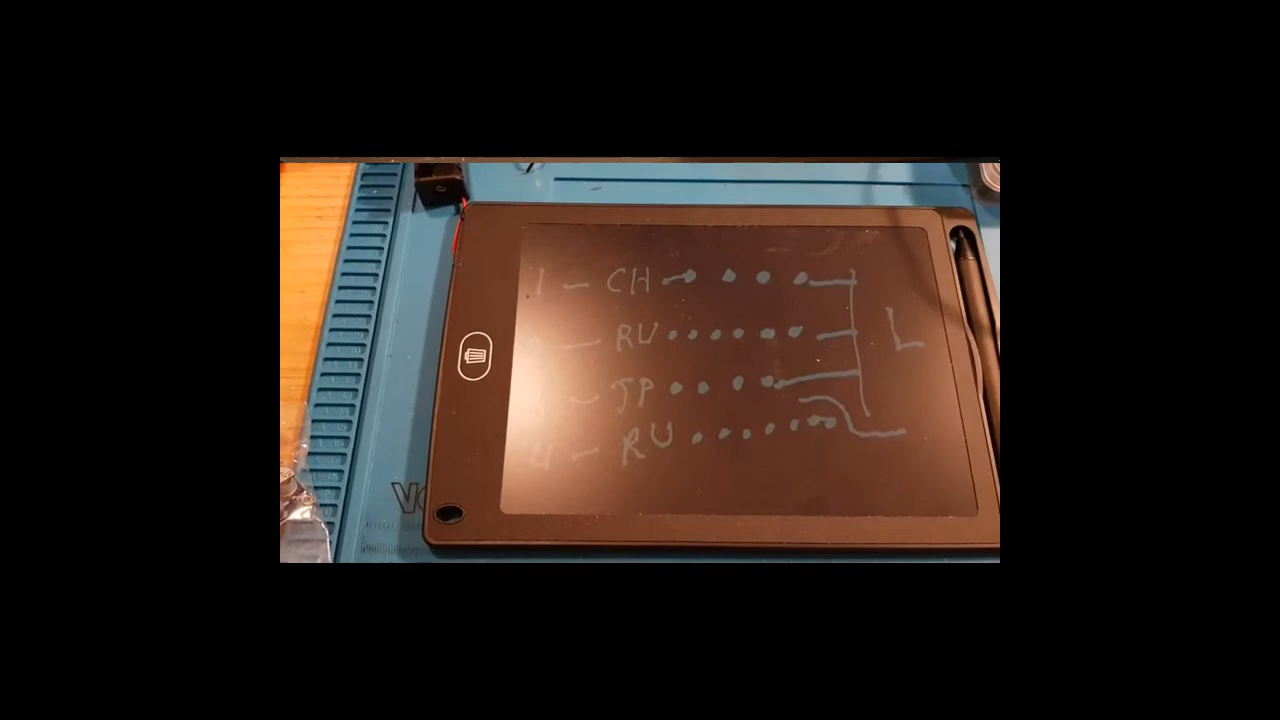 1 – CH – • • • • – L
2 – RU • • • • • • –
3 – JP • • • • –
4 – RU • • • • • • •